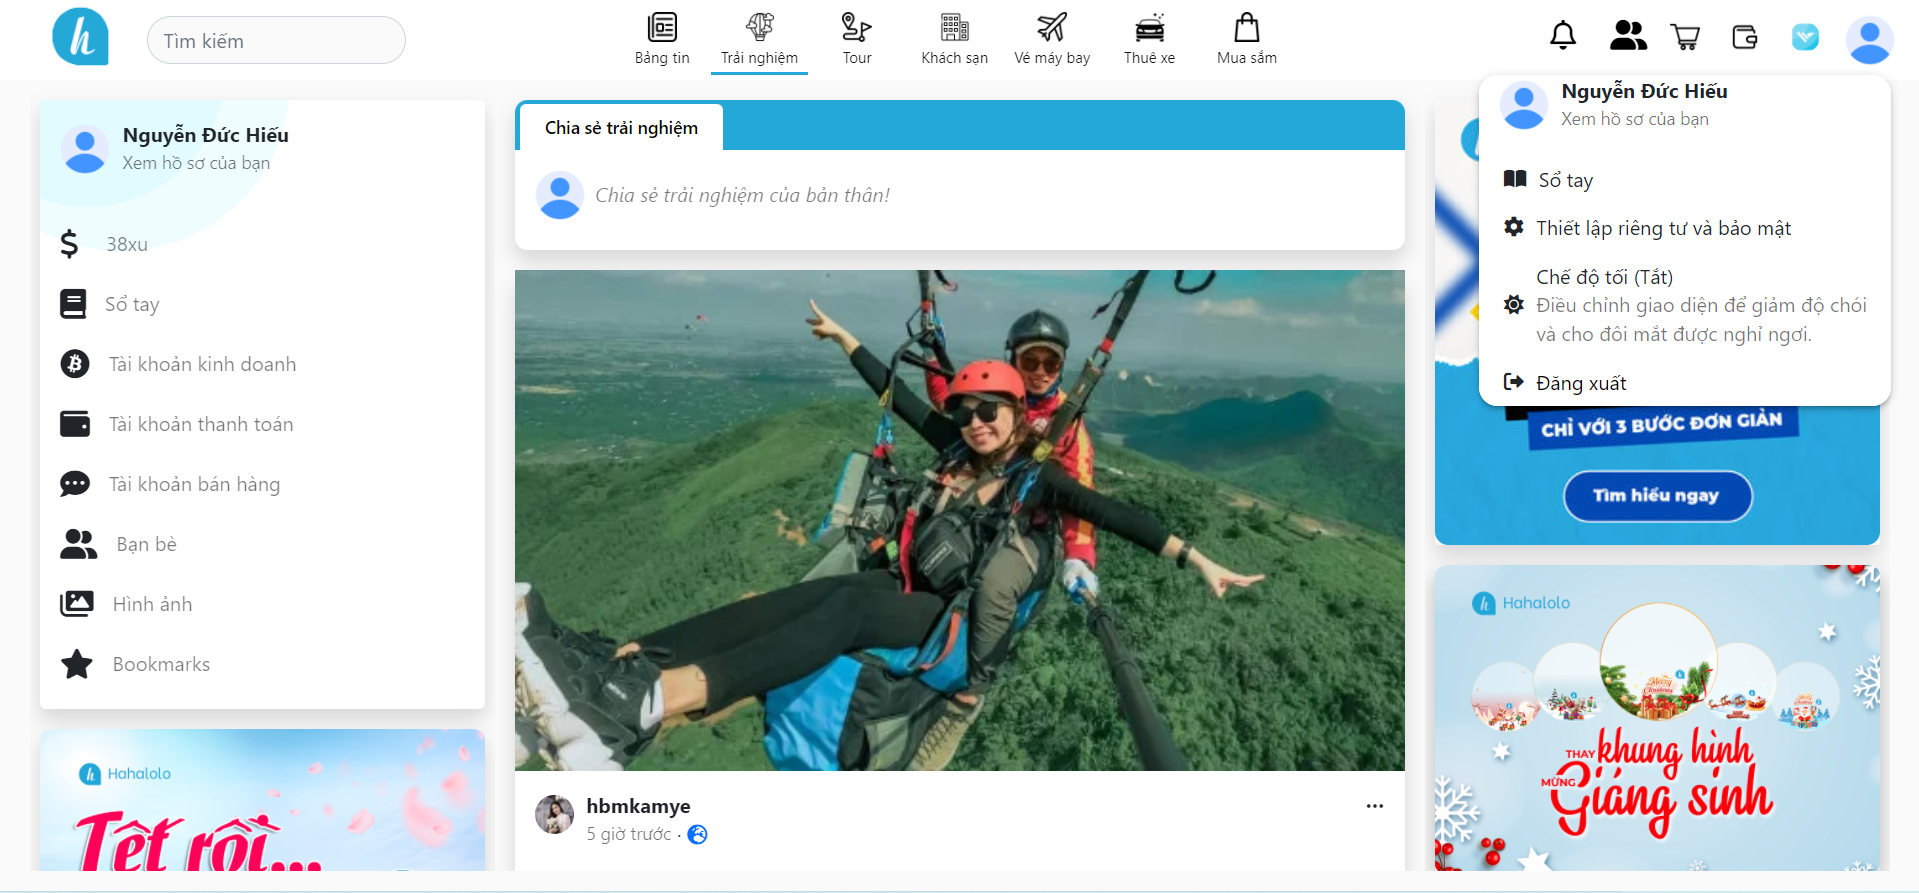 h
Tìm kiếm
Bảng tin
Trải nghiệm
Tour
Khách sạn
Vé máy bay
Thuê xe
Mua sắm
Nguyễn Đức Hiếu
Xem hồ sơ của bạn
38xu
Sổ tay
Tài khoản kinh doanh
Tài khoản thanh toán
Tài khoản bán hàng
Bạn bè
Hình ảnh
Bookmarks
h Hahalolo
Tết rồi...
Chia sẻ trải nghiệm
Chia sẻ trải nghiệm của bản thân!
hbmkamye
5 giờ trước ·
Nguyễn Đức Hiếu
Xem hồ sơ của bạn
Sổ tay
Thiết lập riêng tư và bảo mật
Chế độ tối (Tắt)
Điều chỉnh giao diện để giảm độ chói
và cho đôi mắt được nghỉ ngơi.
Đăng xuất
CHỈ VỚI 3 BƯỚC ĐƠN GIẢN
Tìm hiểu ngay
h Hahalolo
THAY khung hình
MỪNG Giáng sinh